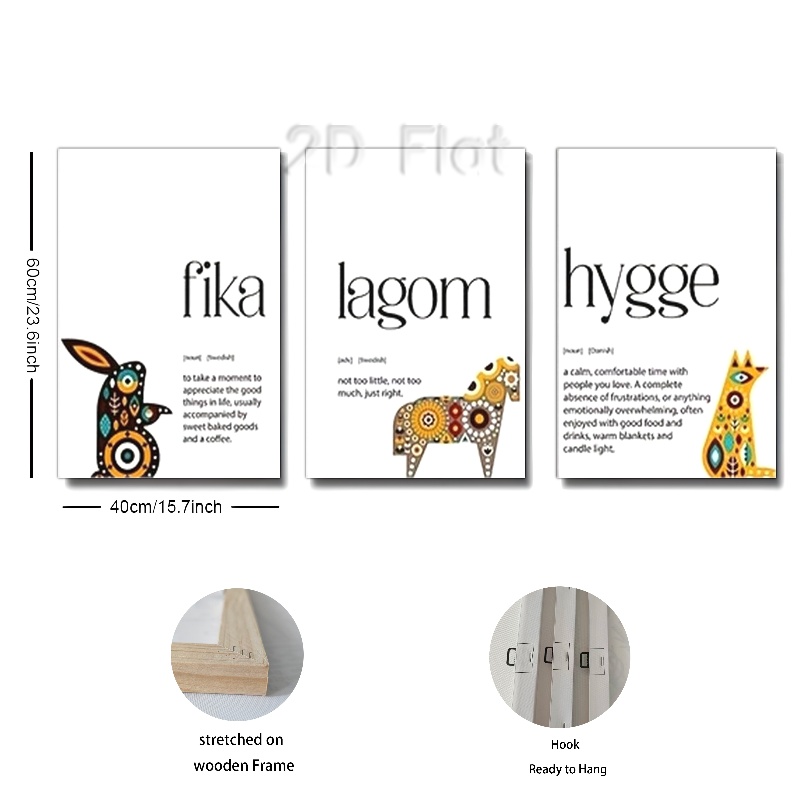 2D Flat
60cm/23.6inch
fika
[noun] [Swedish]
to take a moment to
appreciate the good
things in life, usually
accompanied by
sweet baked goods
and a coffee.
40cm/15.7inch
lagom
[adv.] [Swedish]
not too little, not too
much, just right.
hygge
[noun] [Danish]
a calm, comfortable time with
people you love. A complete
absence of frustrations, or anything
emotionally overwhelming, often
enjoyed with good food and
drinks, warm blankets and
candle light.
stretched on
wooden Frame
Hook
Ready to Hang